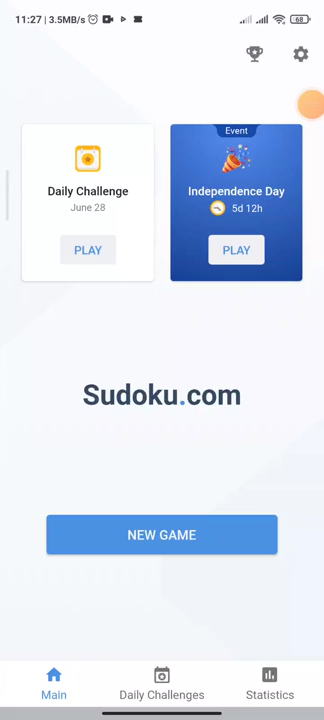 11:27 | 3.5MB/s
68
Event
Daily Challenge
June 28
PLAY
Independence Day
5d 12h
PLAY
Sudoku.com
NEW GAME
Main
Daily Challenges
Statistics